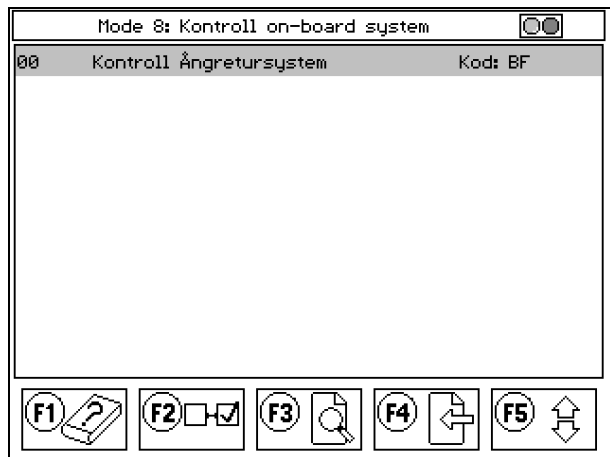 Mode 8: Kontroll on-board system
00 Kontroll Ångretursystem Kod: BF
F1 ? F2 F3 F4 F5